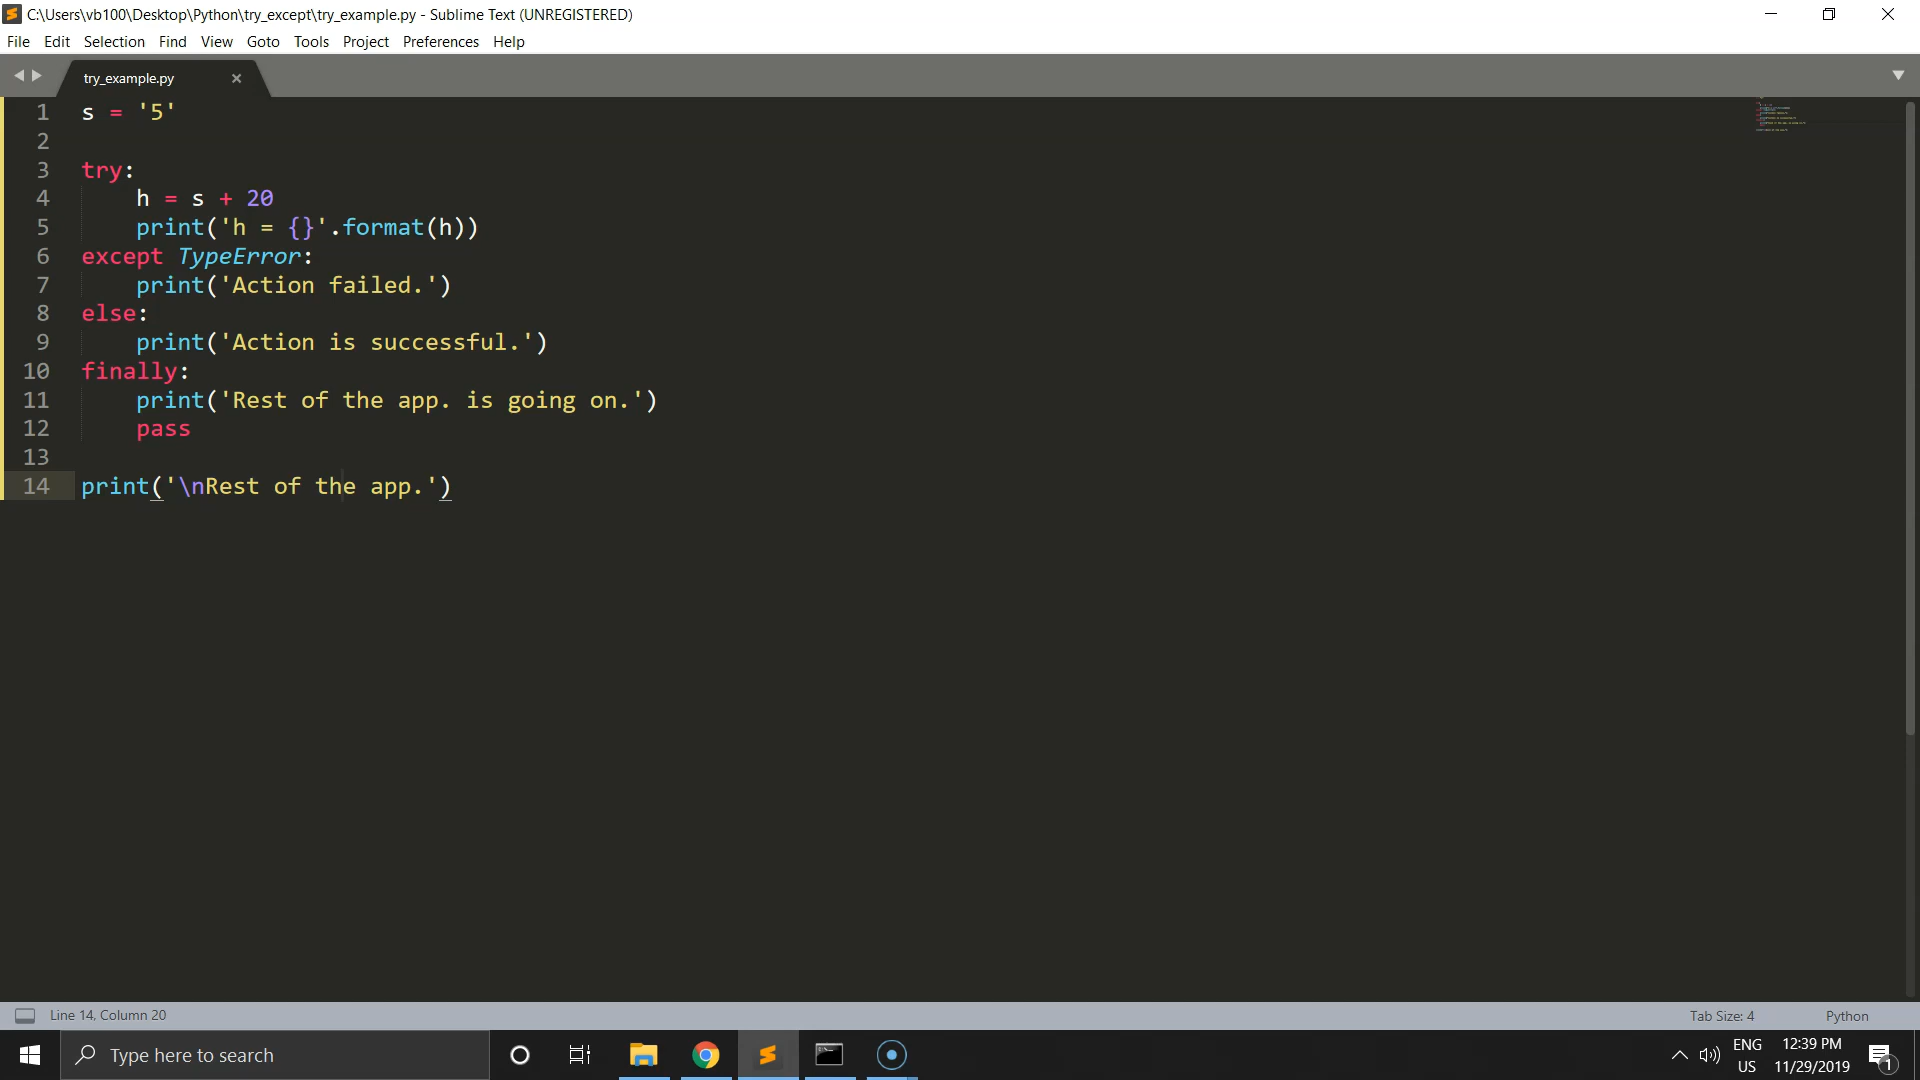 C:\Users\vb100\Desktop\Python\try_except\try_example.py - Sublime Text (UNREGISTERED)
File Edit Selection Find View Goto Tools Project Preferences Help
try_example.py
1 s = '5'
2
3 try:
4     h = s + 20
5     print('h = {}'.format(h))
6 except TypeError:
7     print('Action failed.')
8 else:
9     print('Action is successful.')
10 finally:
11     print('Rest of the app. is going on.')
12     pass
13
14 print('\nRest of the app.')
Line 14, Column 20 Tab Size: 4 Python
Type here to search
ENG 12:39 PM
US 11/29/2019 1